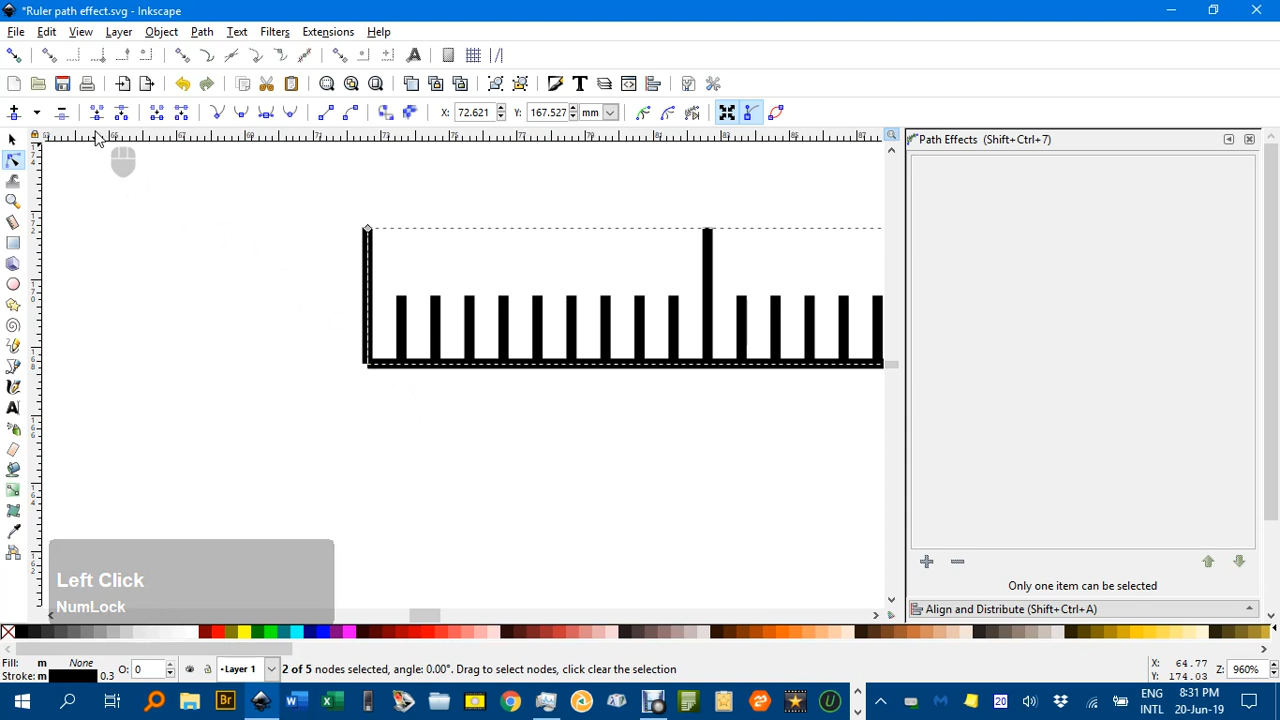 *Ruler path effect.svg - Inkscape
File Edit View Layer Object Path Text Filters Extensions Help
X: 72.621 Y: 167.527 mm
Path Effects (Shift+Ctrl+7)
Left Click
NumLock
Only one item can be selected
Align and Distribute (Shift+Ctrl+A)
Fill: m None O: 0 Layer 1 2 of 5 nodes selected, angle: 0.00°. Drag to select nodes, click clear the selection X: 64.77 Z: 960%
Stroke: m 0.3 Y: 174.03
ENG 8:31 PM
INTL 20-Jun-19
20